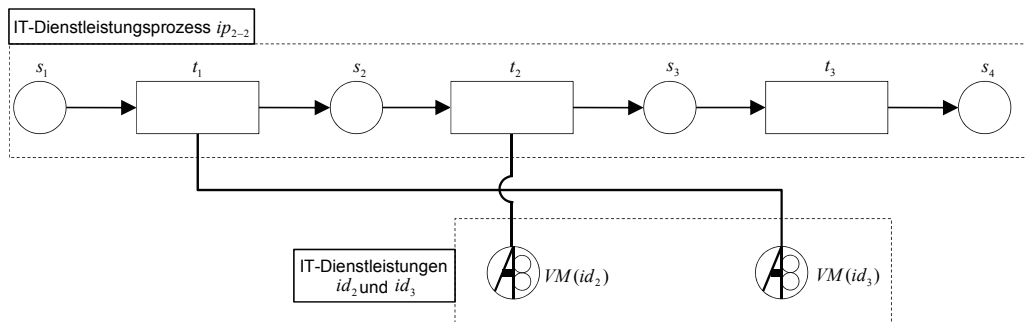 IT-Dienstleistungsprozess ip₂₋₂
s₁ t₁ s₂ t₂ s₃ t₃ s₄
IT-Dienstleistungen
id₂ und id₃
VM(id₂)
VM(id₃)